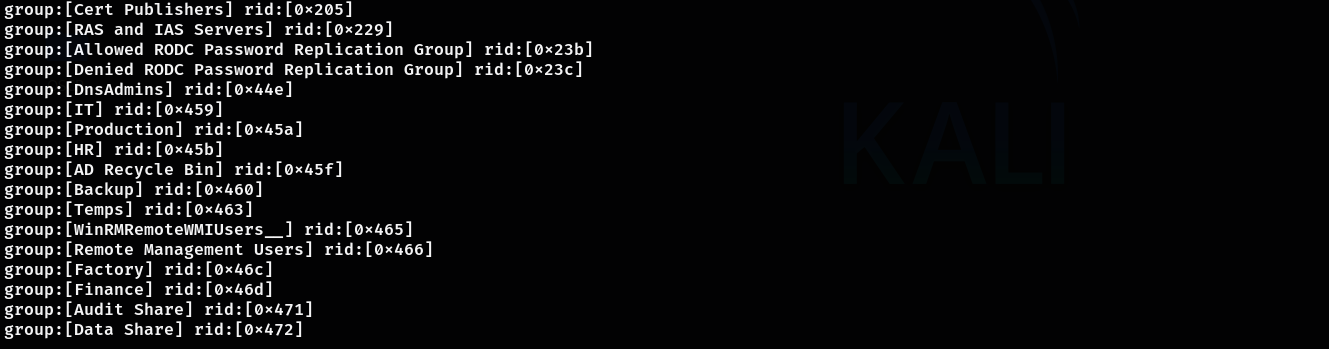 group:[Cert Publishers] rid:[0×205]
group:[RAS and IAS Servers] rid:[0×229]
group:[Allowed RODC Password Replication Group] rid:[0×23b]
group:[Denied RODC Password Replication Group] rid:[0×23c]
group:[DnsAdmins] rid:[0×44e]
group:[IT] rid:[0×459]
group:[Production] rid:[0×45a]
group:[HR] rid:[0×45b]
group:[AD Recycle Bin] rid:[0×45f]
group:[Backup] rid:[0×460]
group:[Temps] rid:[0×463]
group:[WinRMRemoteWMIUsers__] rid:[0×465]
group:[Remote Management Users] rid:[0×466]
group:[Factory] rid:[0×46c]
group:[Finance] rid:[0×46d]
group:[Audit Share] rid:[0×471]
group:[Data Share] rid:[0×472]
KALI